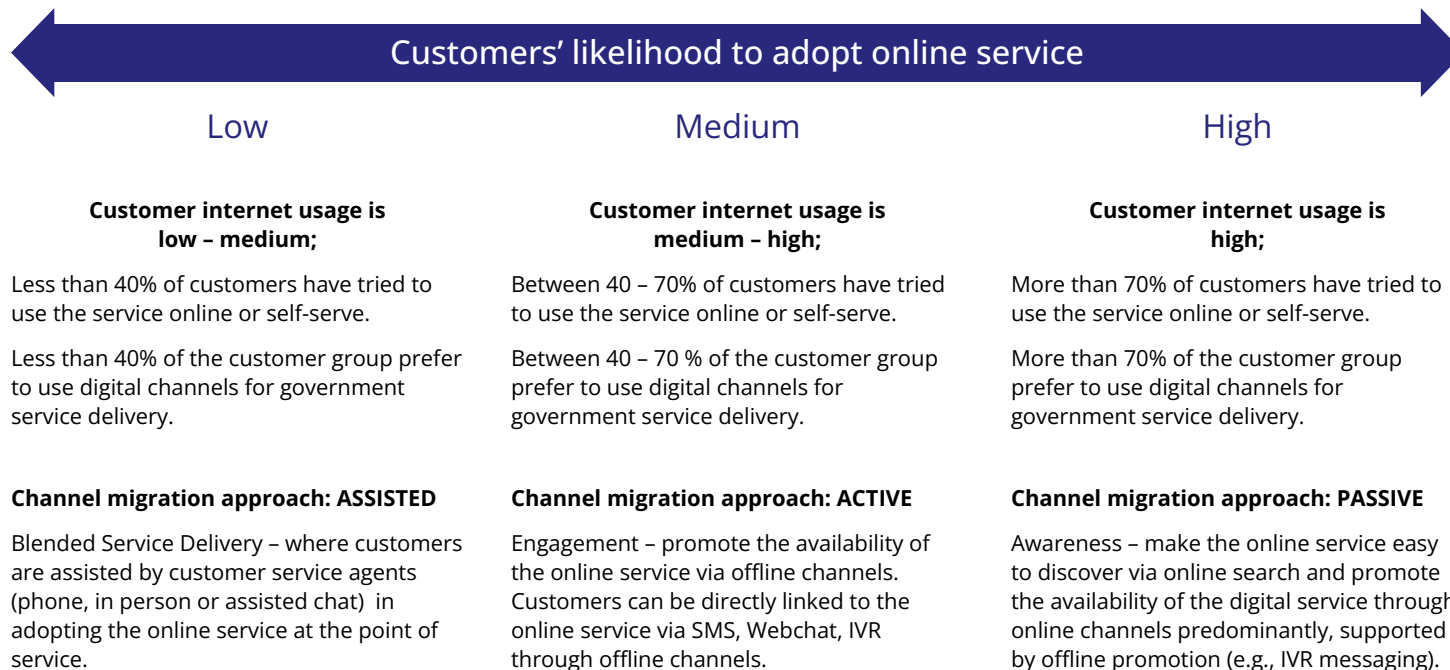 Customers’ likelihood to adopt online service
Low
Customer internet usage is
low – medium;
Less than 40% of customers have tried to
use the service online or self-serve.
Less than 40% of the customer group prefer
to use digital channels for government
service delivery.
Channel migration approach: ASSISTED
Blended Service Delivery – where customers
are assisted by customer service agents
(phone, in person or assisted chat)  in
adopting the online service at the point of
service.
Medium
Customer internet usage is
medium – high;
Between 40 – 70% of customers have tried
to use the service online or self-serve.
Between 40 – 70 % of the customer group
prefer to use digital channels for
government service delivery.
Channel migration approach: ACTIVE
Engagement – promote the availability of
the online service via offline channels.
Customers can be directly linked to the
online service via SMS, Webchat, IVR
through offline channels.
High
Customer internet usage is
high;
More than 70% of customers have tried to
use the service online or self-serve.
More than 70% of the customer group
prefer to use digital channels for
government service delivery.
Channel migration approach: PASSIVE
Awareness – make the online service easy
to discover via online search and promote
the availability of the digital service through
online channels predominantly, supported
by offline promotion (e.g., IVR messaging).